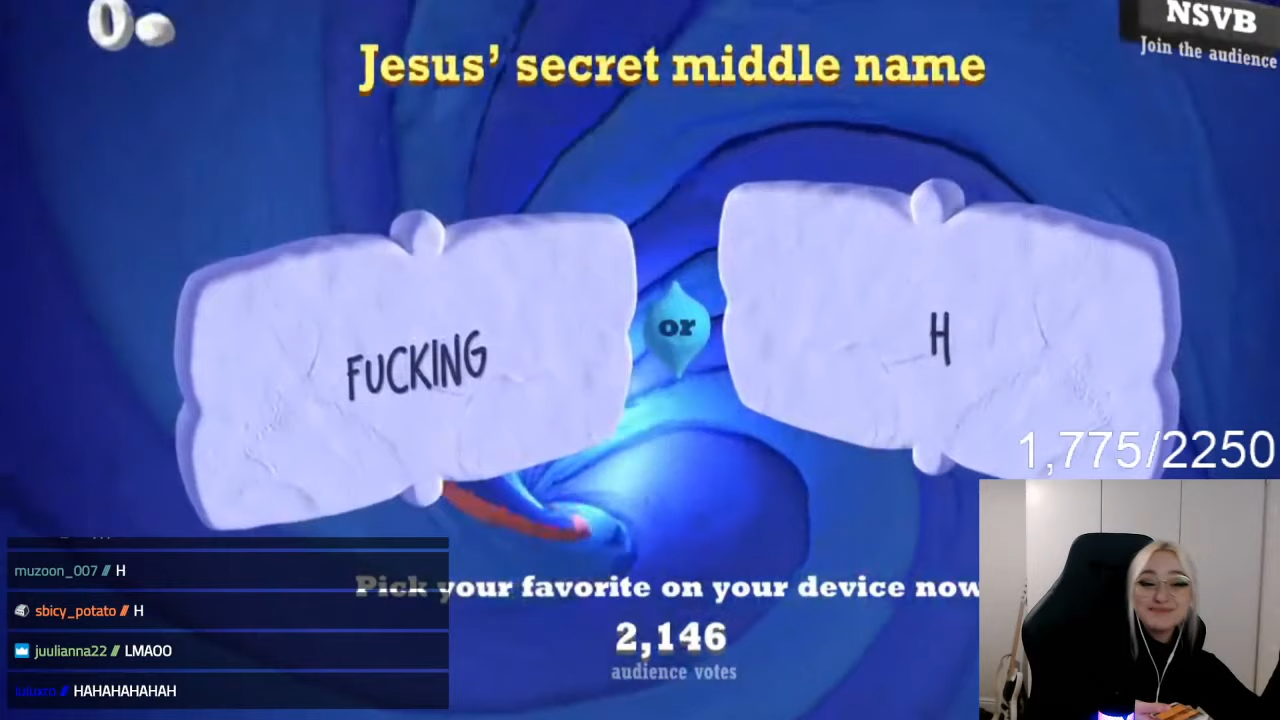 0
NSVB
Join the audience
Jesus’ secret middle name
FUCKING
or
H
1,775/2250
Pick your favorite on your device now
2,146
audience votes
muzoon_007 // H
sbicy_potato // H
juulianna22 // LMAOO
// HAHAHAHAHAH